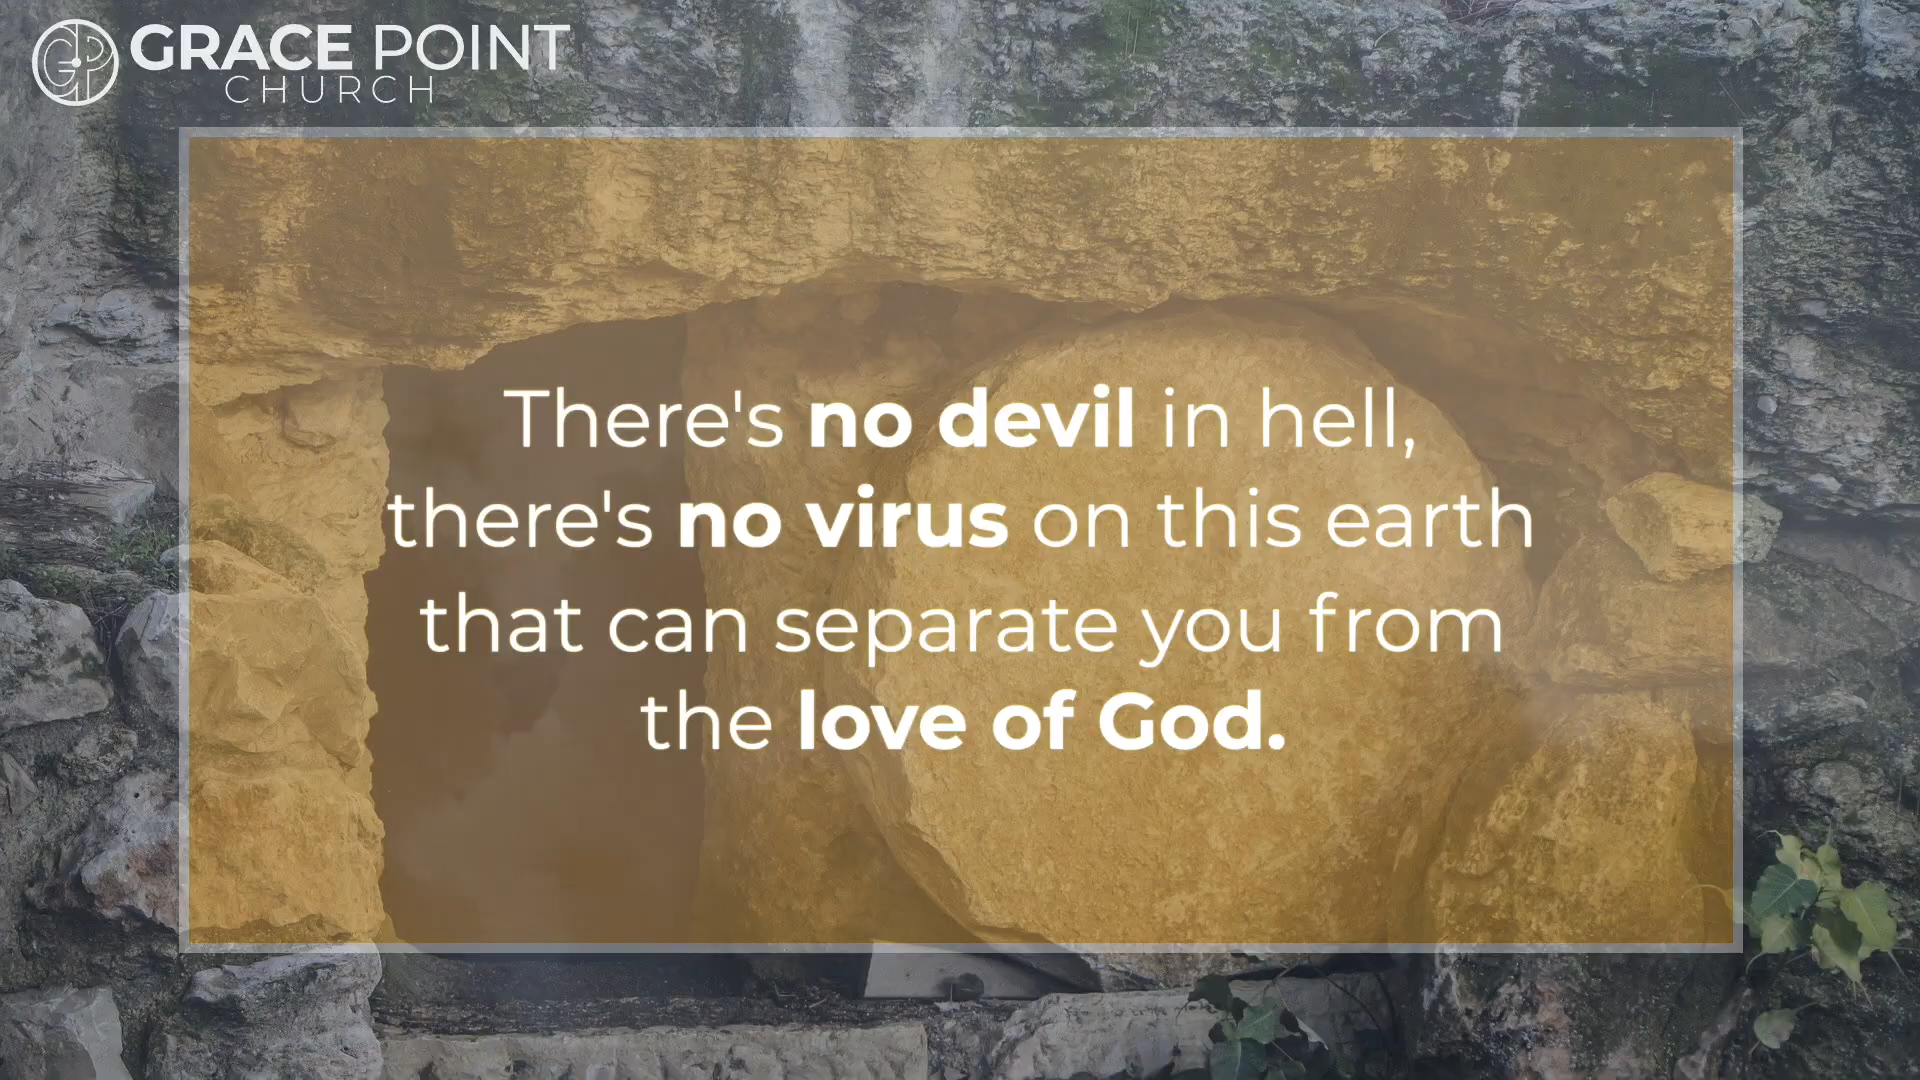 GRACE POINT
CHURCH
There's no devil in hell,
there's no virus on this earth
that can separate you from
the love of God.